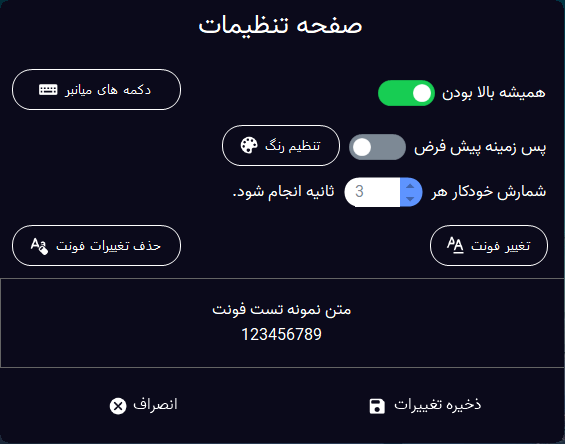 صفحه تنظیمات
همیشه بالا بودن
دکمه های میانبر
پس زمینه پیش فرض
تنظیم رنگ
شمارش خودکار هر 3 ثانیه انجام شود.
تغییر فونت
حذف تغییرات فونت
متن نمونه تست فونت
123456789
ذخیره تغییرات
انصراف